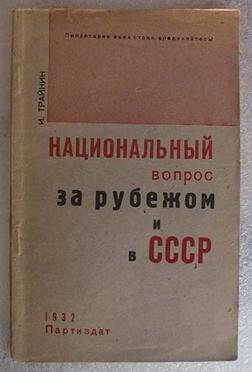 Пролетарии всех стран, соединяйтесь!
И. ТРАЙНИН
НАЦИОНАЛЬНЫЙ
вопрос
за рубежом
и
в СССР
1932
Партиздат